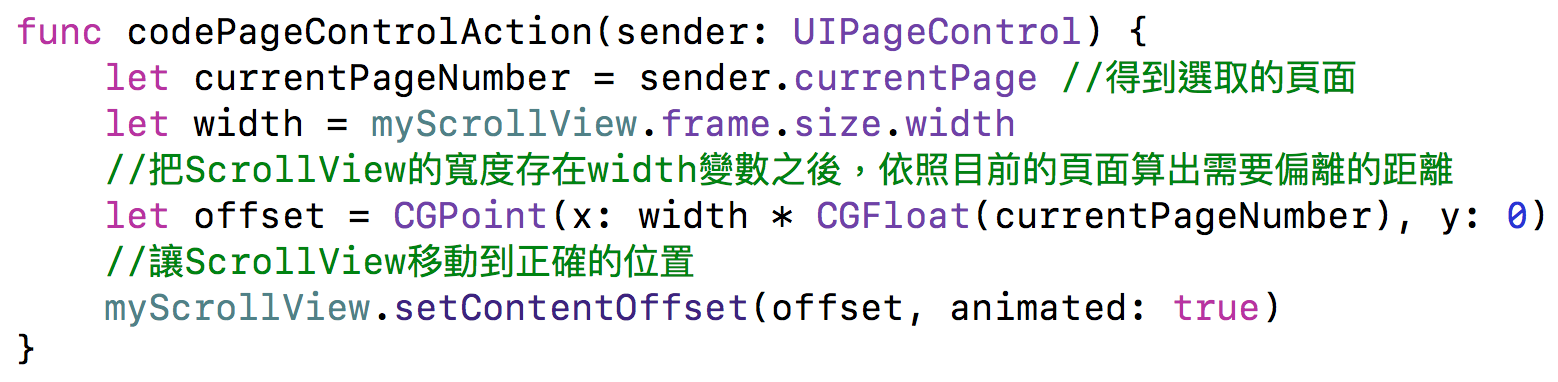 func codePageControlAction(sender: UIPageControl) {
    let currentPageNumber = sender.currentPage //得到選取的頁面
    let width = myScrollView.frame.size.width
    //把ScrollView的寬度存在width變數之後，依照目前的頁面算出需要偏離的距離
    let offset = CGPoint(x: width * CGFloat(currentPageNumber), y: 0)
    //讓ScrollView移動到正確的位置
    myScrollView.setContentOffset(offset, animated: true)
}